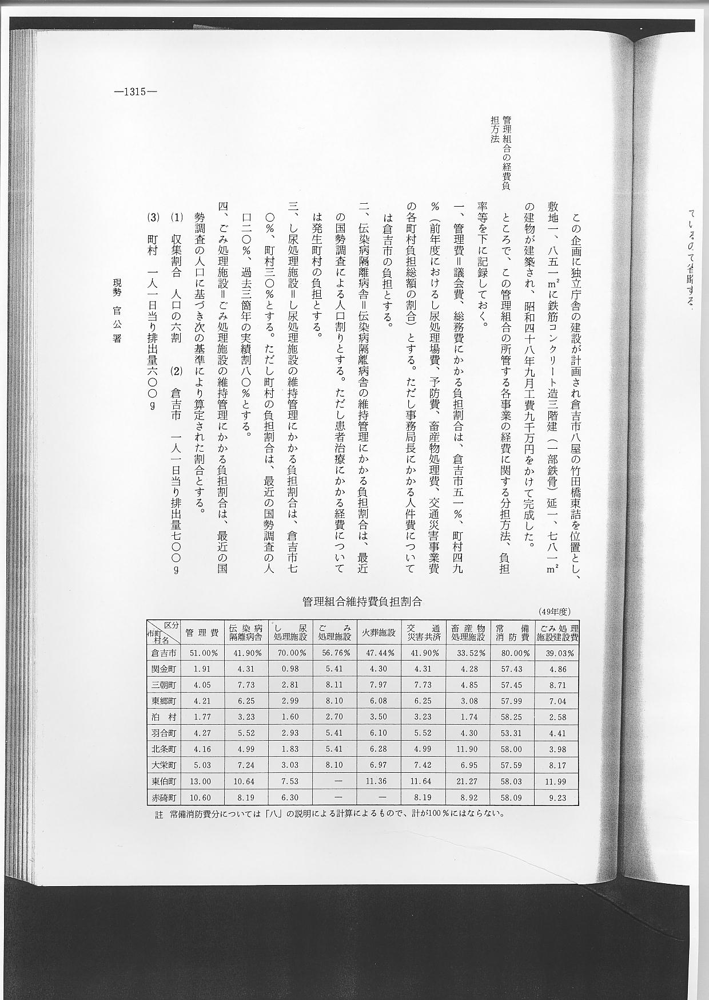 ているので省略する。
この企画に独立庁舎の建設が計画され倉吉市八屋の竹田橋東詰を位置とし、
敷地一、八五一m²に鉄筋コンクリート造三階建（一部鉄骨）延一、七八一m²
の建物が建築され、昭和四十八年九月工費九千万円をかけて完成した。
管理組合の経費負
担方法
ところで、この管理組合の所管する各事業の経費に関する分担方法、負担
率等を下に記録しておく。
一、管理費＝議会費、総務費にかかる負担割合は、倉吉市五一％、町村四九
％（前年度におけるし尿処理場費、予防費、畜産物処理費、交通災害事業費
の各町村負担総額の割合）とする。ただし事務局長にかかる人件費について
は倉吉市の負担とする。
二、伝染病隔離病舎＝伝染病隔離病舎の維持管理にかかる負担割合は、最近
の国勢調査による人口割りとする。ただし患者治療にかかる経費について
は発生町村の負担とする。
三、し尿処理施設＝し尿処理施設の維持管理にかかる負担割合は、倉吉市七
〇％、町村三〇％とする。ただし町村の負担割合は、最近の国勢調査の人
口二〇％、過去三箇年の実績割八〇％とする。
四、ごみ処理施設＝ごみ処理施設の維持管理にかかる負担割合は、最近の国
勢調査の人口に基づき次の基準により算定された割合とする。
(1) 収集割合 人口の六割 (2) 倉吉市 一人一日当り排出量七〇〇g
(3) 町村 一人一日当り排出量六〇〇g
現勢 官公署
—1315—
管理組合維持費負担割合
（49年度）
区分 市町村名 管理費 伝染病隔離病舎 し尿処理施設 ごみ処理施設 火葬施設 交通災害共済 畜産物処理施設 常備消防費 ごみ処理施設建設費
倉吉市 51.00% 41.90% 70.00% 56.76% 47.44% 41.90% 33.52% 80.00% 39.03%
関金町 1.91 4.31 0.98 5.41 4.30 4.31 4.28 57.43 4.86
三朝町 4.05 7.73 2.81 8.11 7.97 7.73 4.85 57.45 8.71
東郷町 4.21 6.25 2.99 8.10 6.08 6.25 3.08 57.99 7.04
泊村 1.77 3.23 1.60 2.70 3.50 3.23 1.74 58.25 2.58
羽合町 4.27 5.52 2.93 5.41 6.10 5.52 4.30 53.31 4.41
北条町 4.16 4.99 1.83 5.41 6.28 4.99 11.90 58.00 3.98
大栄町 5.03 7.24 3.03 8.10 6.97 7.42 6.95 57.59 8.17
東伯町 13.00 10.64 7.53 — 11.36 11.64 21.27 58.03 11.99
赤碕町 10.60 8.19 6.30 — — 8.19 8.92 58.09 9.23
註 常備消防費分については「八」の説明による計算によるもので、計が100％にはならない。